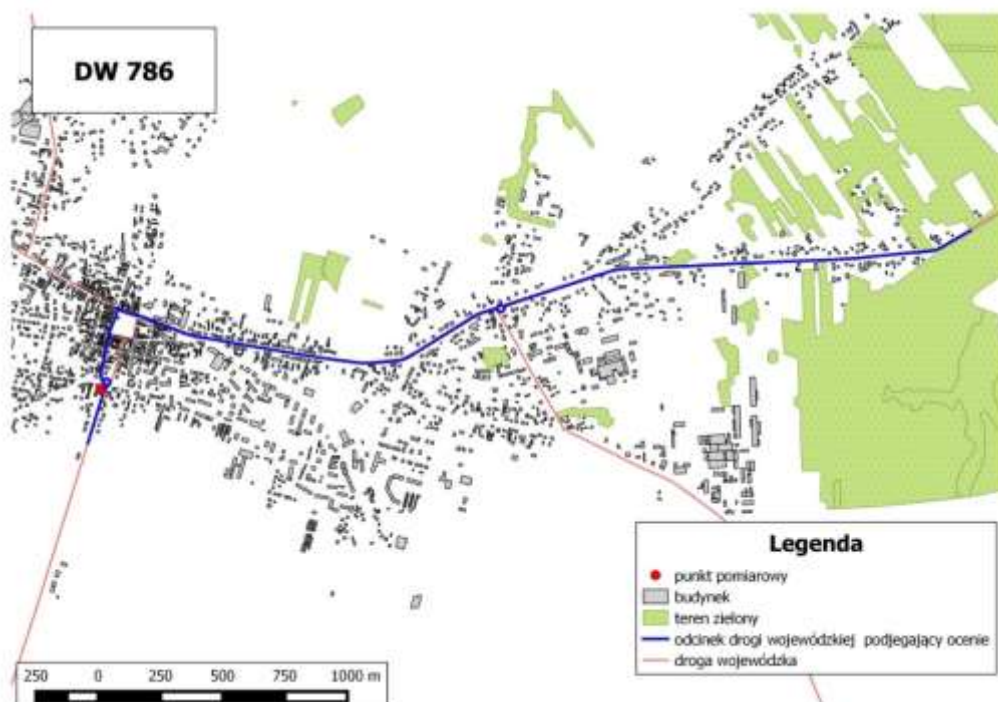 DW 786
Legenda
punkt pomiarowy
budynek
teren zielony
odcinek drogi wojewódzkiej podjegający ocenie
droga wojewódzka
250 0 250 500 750 1000 m